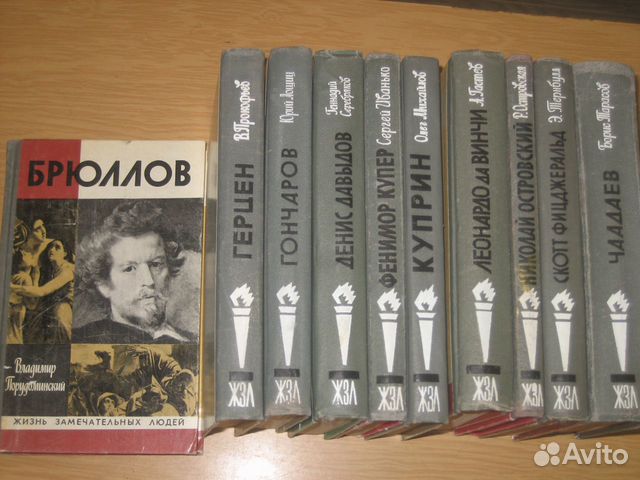 БРЮЛЛОВ
Владимир
Порудоминский
ЖИЗНЬ ЗАМЕЧАТЕЛЬНЫХ ЛЮДЕЙ
В. Прокофьев
ГЕРЦЕН
ЖЗЛ
Юрий Лощиц
ГОНЧАРОВ
ЖЗЛ
Геннадий
Серебряков
ДЕНИС ДАВЫДОВ
ЖЗЛ
Сергей Иванько
ФЕНИМОР КУПЕР
ЖЗЛ
Олег Михайлов
КУПРИН
ЖЗЛ
А. Гастев
ЛЕОНАРДО ДА ВИНЧИ
ЖЗЛ
Р. Островская
НИКОЛАЙ ОСТРОВСКИЙ
ЖЗЛ
Э. Тернбулл
СКОТТ ФИЦДЖЕРАЛЬД
ЖЗЛ
Борис Тарасов
ЧААДАЕВ
ЖЗЛ
Avito